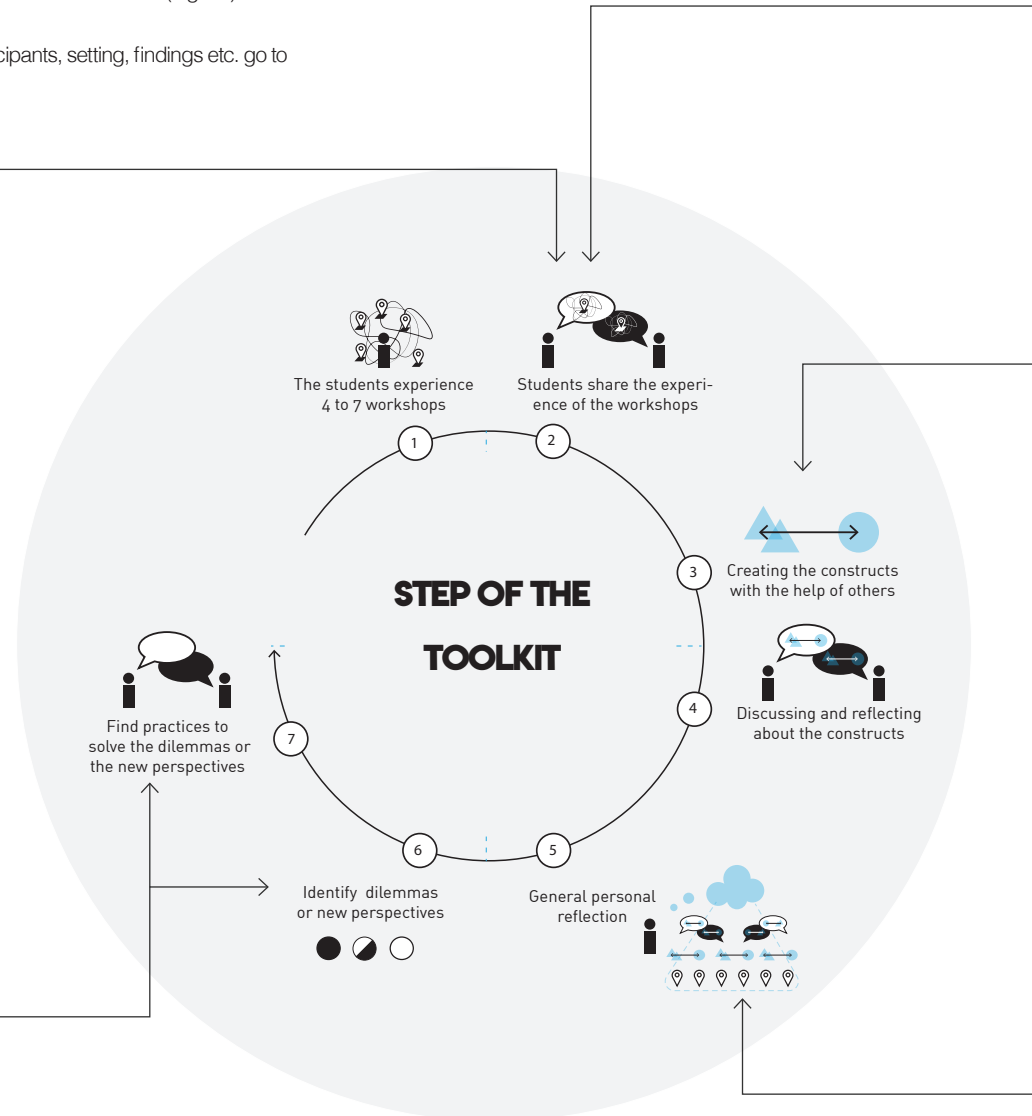 cipants, setting, findings etc. go to
The students experience
4 to 7 workshops
Students share the experi-
ence of the workshops
1
2
3
Creating the constructs
with the help of others
STEP OF THE
TOOLKIT
4
Discussing and reflecting
about the constructs
Find practices to
solve the dilemmas or
the new perspectives
7
6
5
Identify dilemmas
or new perspectives
General personal
reflection